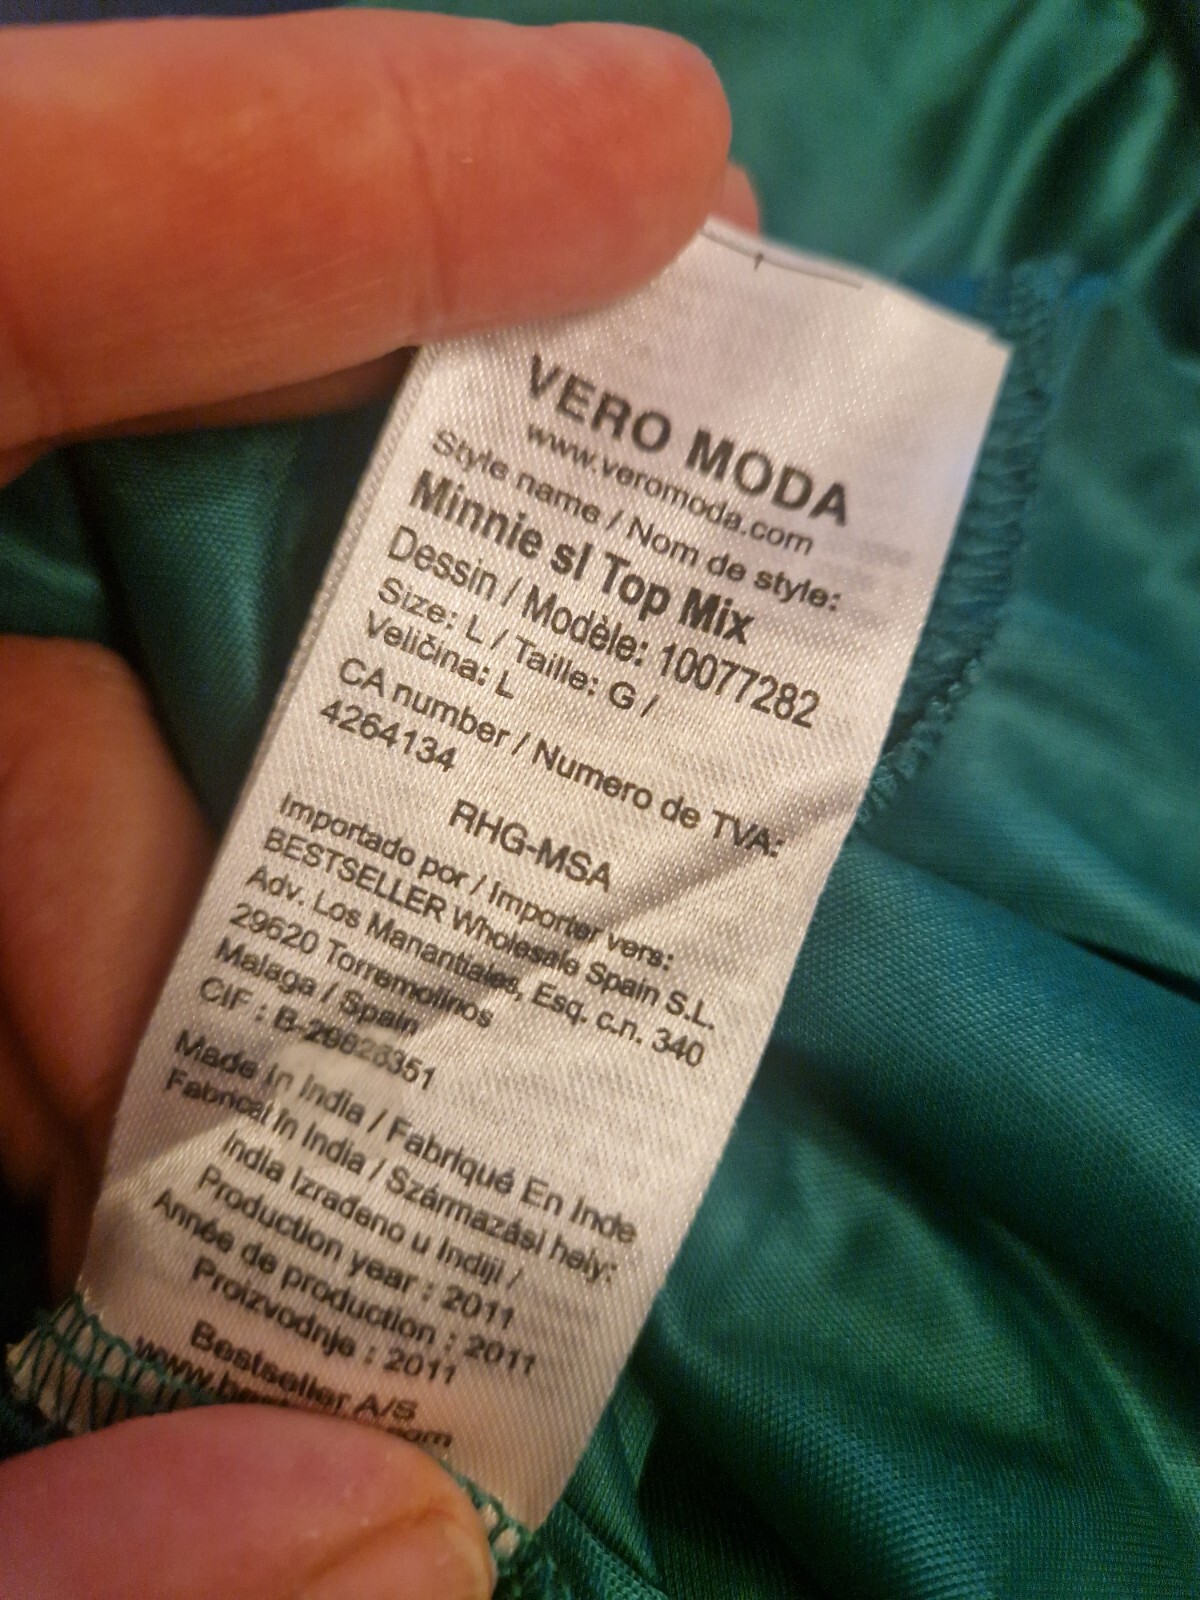 VERO MODA
www.veromoda.com
Style name / Nom de style:
Minnie sl Top Mix
Dessin / Modèle: 10077282
Size: L / Taille: G /
Veličina: L
CA number / Numero de TVA:
4264134
RHG-MSA
Importado por / Importer vers:
BESTSELLER Wholesale Spain S.L.
Adv. Los Manantiales, Esq. c.n. 340
29620 Torremolinos
Malaga / Spain
CIF : B-29828351
Made in India / Fabriqué En Inde
Fabricat în India / Származási hely:
India Izrađeno u Indiji /
Production year : 2011
Année de production : 2011
Proizvodnje : 2011
Bestseller A/S